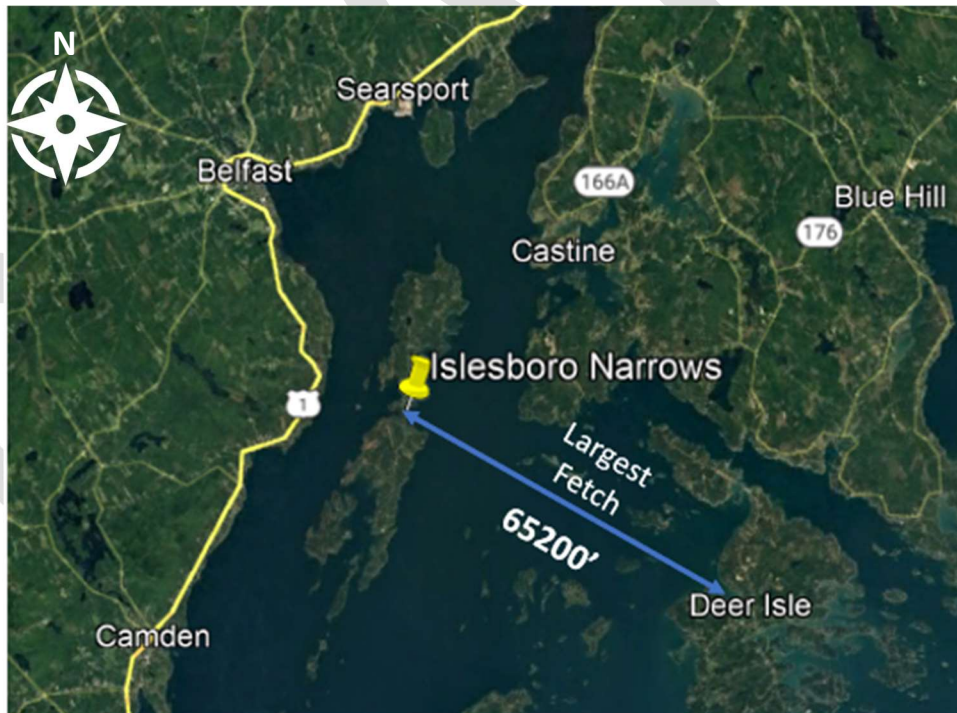 N
Searsport
Belfast
166A
Blue Hill
176
Castine
Islesboro Narrows
1
Largest
Fetch
65200’
Deer Isle
Camden